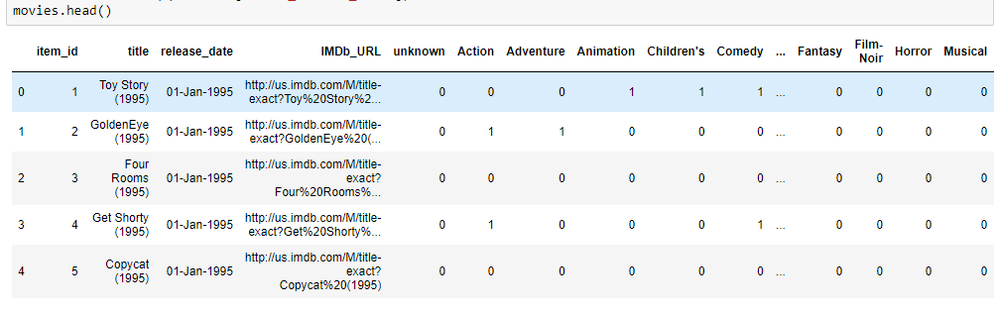 movies.head()
item_id title release_date IMDb_URL unknown Action Adventure Animation Children's Comedy ... Fantasy Film-
Noir Horror Musical
0 1 Toy Story
(1995) 01-Jan-1995 http://us.imdb.com/M/title-
exact?Toy%20Story%2... 0 0 0 1 1 1 ... 0 0 0 0
1 2 GoldenEye
(1995) 01-Jan-1995 http://us.imdb.com/M/title-
exact?GoldenEye%20(... 0 1 1 0 0 0 ... 0 0 0 0
2 3 Four
Rooms
(1995) 01-Jan-1995 http://us.imdb.com/M/title-
exact?
Four%20Rooms%... 0 0 0 0 0 0 ... 0 0 0 0
3 4 Get Shorty
(1995) 01-Jan-1995 http://us.imdb.com/M/title-
exact?Get%20Shorty%... 0 1 0 0 0 1 ... 0 0 0 0
4 5 Copycat
(1995) 01-Jan-1995 http://us.imdb.com/M/title-
exact?
Copycat%20(1995) 0 0 0 0 0 0 ... 0 0 0 0